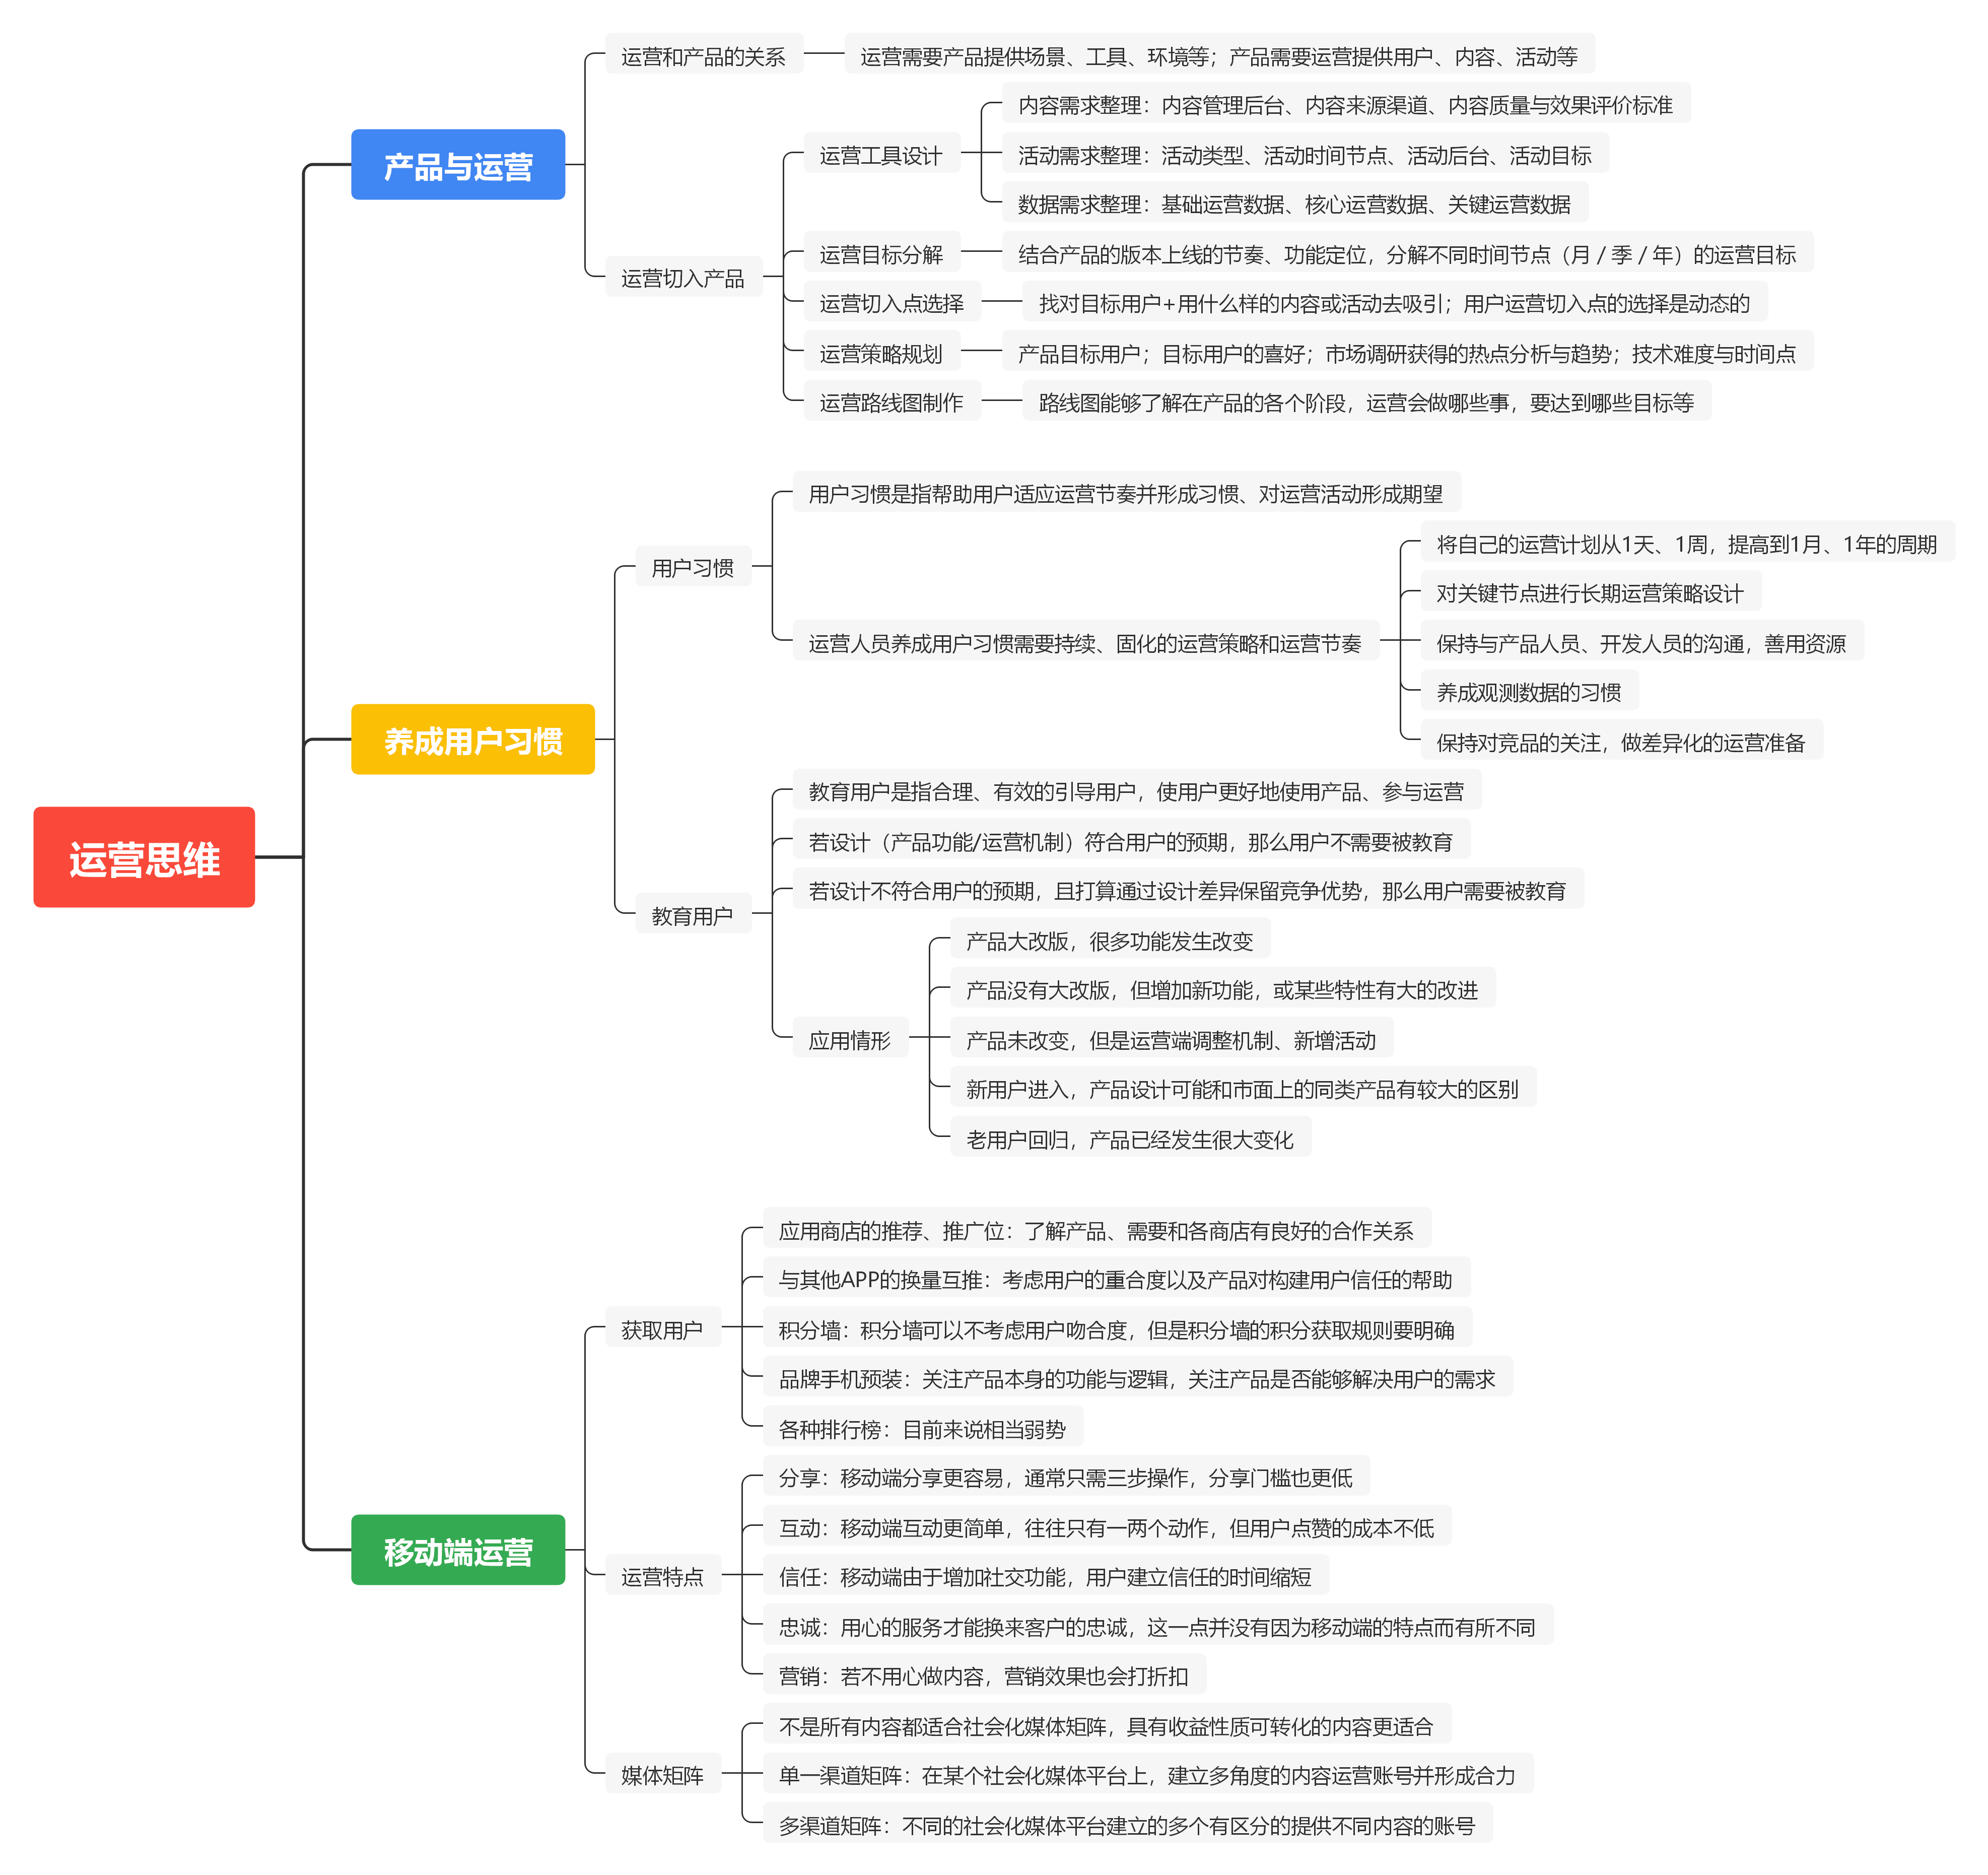 运营思维
产品与运营
运营和产品的关系
运营需要产品提供场景、工具、环境等；产品需要运营提供用户、内容、活动等
运营切入产品
运营工具设计
内容需求整理：内容管理后台、内容来源渠道、内容质量与效果评价标准
活动需求整理：活动类型、活动时间节点、活动后台、活动目标
数据需求整理：基础运营数据、核心运营数据、关键运营数据
运营目标分解
结合产品的版本上线的节奏、功能定位，分解不同时间节点（月 / 季 / 年）的运营目标
运营切入点选择
找对目标用户+用什么样的内容或活动去吸引；用户运营切入点的选择是动态的
运营策略规划
产品目标用户；目标用户的喜好；市场调研获得的热点分析与趋势；技术难度与时间点
运营路线图制作
路线图能够了解在产品的各个阶段，运营会做哪些事，要达到哪些目标等
养成用户习惯
用户习惯
用户习惯是指帮助用户适应运营节奏并形成习惯、对运营活动形成期望
运营人员养成用户习惯需要持续、固化的运营策略和运营节奏
将自己的运营计划从1天、1周，提高到1月、1年的周期
对关键节点进行长期运营策略设计
保持与产品人员、开发人员的沟通，善用资源
养成观测数据的习惯
保持对竞品的关注，做差异化的运营准备
教育用户
教育用户是指合理、有效的引导用户，使用户更好地使用产品、参与运营
若设计（产品功能/运营机制）符合用户的预期，那么用户不需要被教育
若设计不符合用户的预期，且打算通过设计差异保留竞争优势，那么用户需要被教育
应用情形
产品大改版，很多功能发生改变
产品没有大改版，但增加新功能，或某些特性有大的改进
产品未改变，但是运营端调整机制、新增活动
新用户进入，产品设计可能和市面上的同类产品有较大的区别
老用户回归，产品已经发生很大变化
移动端运营
获取用户
应用商店的推荐、推广位：了解产品、需要和各商店有良好的合作关系
与其他APP的换量互推：考虑用户的重合度以及产品对构建用户信任的帮助
积分墙：积分墙可以不考虑用户吻合度，但是积分墙的积分获取规则要明确
品牌手机预装：关注产品本身的功能与逻辑，关注产品是否能够解决用户的需求
各种排行榜：目前来说相当弱势
运营特点
分享：移动端分享更容易，通常只需三步操作，分享门槛也更低
互动：移动端互动更简单，往往只有一两个动作，但用户点赞的成本不低
信任：移动端由于增加社交功能，用户建立信任的时间缩短
忠诚：用心的服务才能换来客户的忠诚，这一点并没有因为移动端的特点而有所不同
营销：若不用心做内容，营销效果也会打折扣
媒体矩阵
不是所有内容都适合社会化媒体矩阵，具有收益性质可转化的内容更适合
单一渠道矩阵：在某个社会化媒体平台上，建立多角度的内容运营账号并形成合力
多渠道矩阵：不同的社会化媒体平台建立的多个有区分的提供不同内容的账号